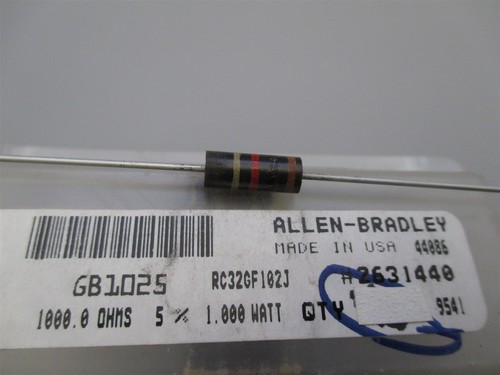 ALLEN-BRADLEY
MADE IN USA 44086
GB1025 RC32GF102J #2631440
1000.0 OHMS 5 % 1.000 WATT QTY 9541